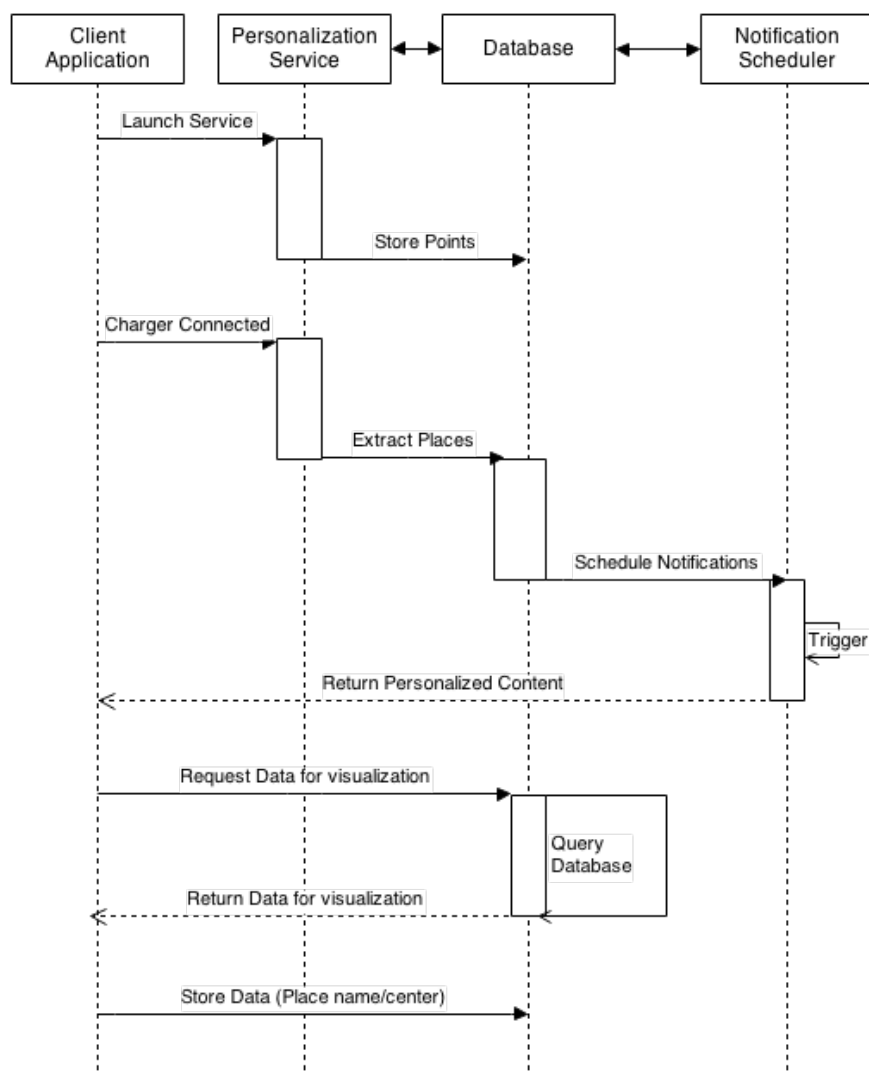 Client
Application
Personalization
Service
Database
Notification
Scheduler
Launch Service
Store Points
Charger Connected
Extract Places
Schedule Notifications
Trigger
Return Personalized Content
Request Data for visualization
Query
Database
Return Data for visualization
Store Data (Place name/center)